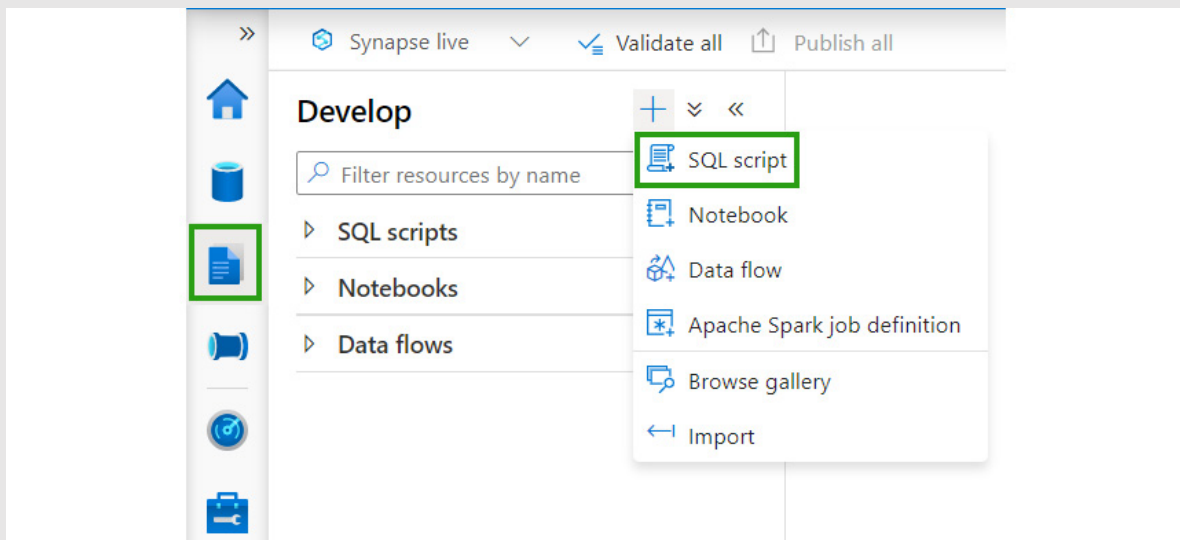 Synapse live
Validate all
Publish all
Develop
Filter resources by name
SQL scripts
Notebooks
Data flows
SQL script
Notebook
Data flow
Apache Spark job definition
Browse gallery
Import